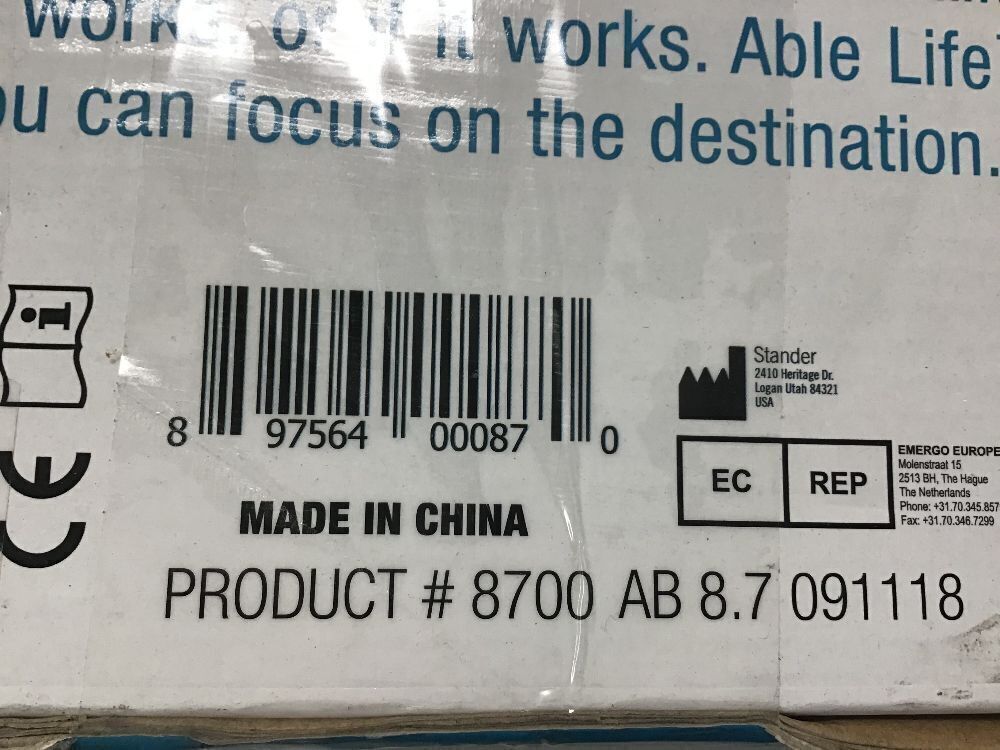 works. Able Life
can focus on the destination.
i
8 97564 00087 0
CE
MADE IN CHINA
PRODUCT # 8700 AB 8.7 091118
Stander
2410 Heritage Dr.
Logan Utah 84321
USA
EC REP
EMERGO EUROPE
Molenstraat 15
2513 BH, The Hague
The Netherlands
Phone: +31.70.345.857
Fax: +31.70.346.7299